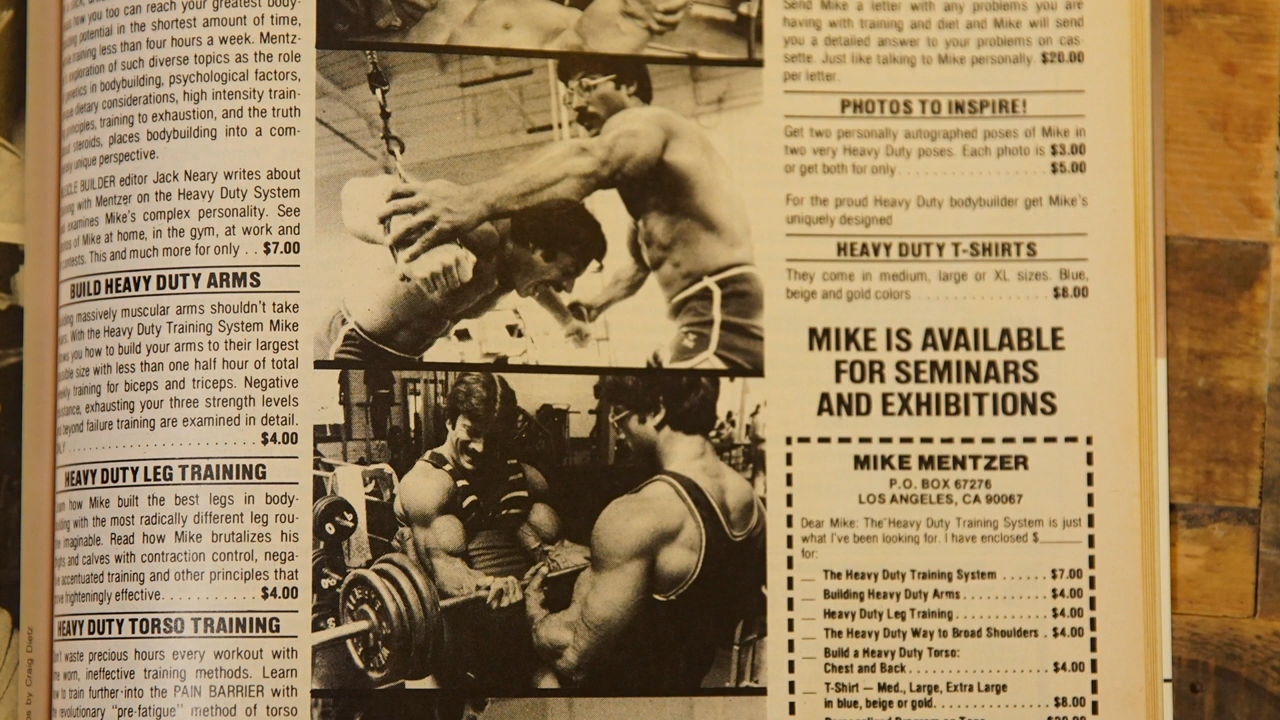 how you too can reach your greatest body-
potential in the shortest amount of time,
training less than four hours a week. Mentz-
exploration of such diverse topics as the role
genetics in bodybuilding, psychological factors,
dietary considerations, high intensity train-
principles, training to exhaustion, and the truth
steroids, places bodybuilding into a com-
unique perspective.
BUILDER editor Jack Neary writes about
with Mentzer on the Heavy Duty System
examines Mike's complex personality. See
of Mike at home, in the gym, at work and
contests. This and much more for only . . $7.00
BUILD HEAVY DUTY ARMS
massively muscular arms shouldn't take
With the Heavy Duty Training System Mike
you how to build your arms to their largest
size with less than one half hour of total
training for biceps and triceps. Negative
exhausting your three strength levels
beyond failure training are examined in detail.
. . . . . . . . . . . . . . . . . . . . . . . . . $4.00
HEAVY DUTY LEG TRAINING
how Mike built the best legs in body-
with the most radically different leg rou-
imaginable. Read how Mike brutalizes his
and calves with contraction control, nega-
accentuated training and other principles that
frighteningly effective. . . . . . . . . . . . . $4.00
HEAVY DUTY TORSO TRAINING
waste precious hours every workout with
worn, ineffective training methods. Learn
to train further into the PAIN BARRIER with
revolutionary "pre-fatigue" method of torso
by Craig Dietz
Send Mike a letter with any problems you are
having with training and diet and Mike will send
you a detailed answer to your problems on cas-
sette. Just like talking to Mike personally. $20.00
per letter.
PHOTOS TO INSPIRE!
Get two personally autographed poses of Mike in
two very Heavy Duty poses. Each photo is $3.00
or get both for only . . . . . . . . . . . . . . . . . . $5.00
For the proud Heavy Duty bodybuilder get Mike's
uniquely designed
HEAVY DUTY T-SHIRTS
They come in medium, large or XL sizes. Blue,
beige and gold colors . . . . . . . . . . . . . . . . $8.00
MIKE IS AVAILABLE
FOR SEMINARS
AND EXHIBITIONS
MIKE MENTZER
P.O. BOX 67276
LOS ANGELES, CA 90067
Dear Mike: The Heavy Duty Training System is just
what I've been looking for. I have enclosed $______
for:
__ The Heavy Duty Training System . . . . . . $7.00
__ Building Heavy Duty Arms . . . . . . . . . . . . $4.00
__ Heavy Duty Leg Training . . . . . . . . . . . . . $4.00
__ The Heavy Duty Way to Broad Shoulders . $4.00
__ Build a Heavy Duty Torso:
Chest and Back . . . . . . . . . . . . . . . . . . . . $4.00
__ T-Shirt — Med., Large, Extra Large
in blue, beige or gold. . . . . . . . . . . . . . . . $8.00